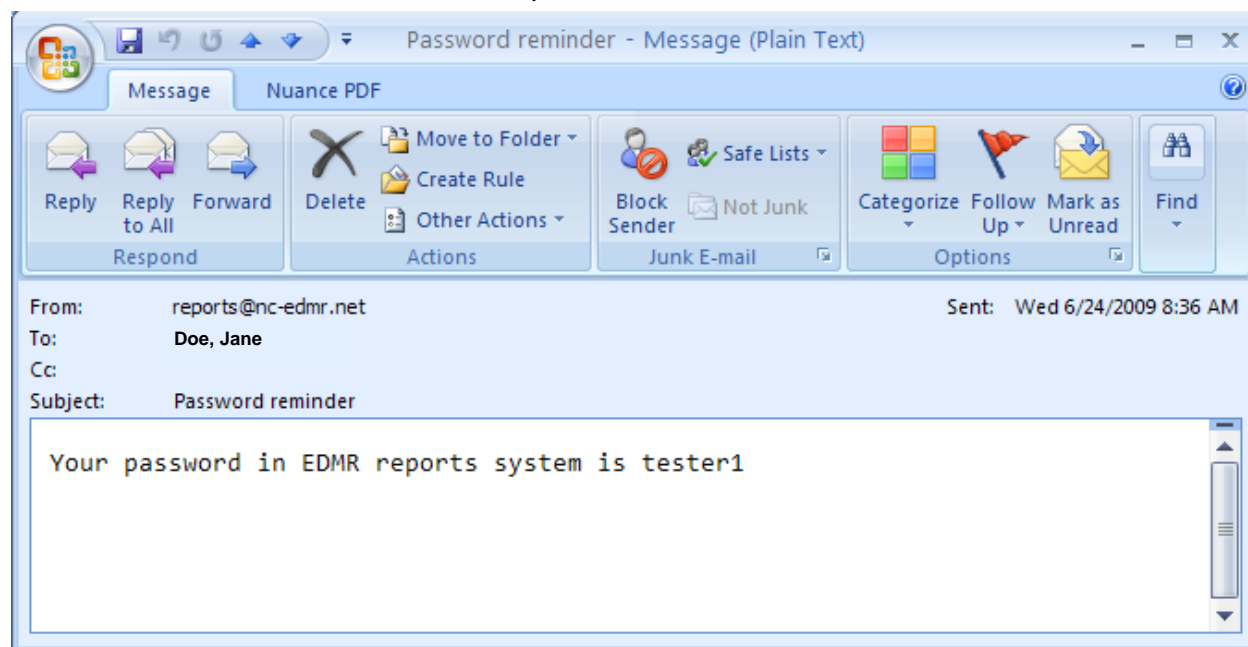 Password reminder - Message (Plain Text)
Message Nuance PDF
Reply Reply to All Forward Delete Move to Folder Create Rule Other Actions Block Sender Safe Lists Not Junk Categorize Follow Up Mark as Unread Find
Respond Actions Junk E-mail Options
From: reports@nc-edmr.net Sent: Wed 6/24/2009 8:36 AM
To: Doe, Jane
Cc:
Subject: Password reminder
Your password in EDMR reports system is tester1